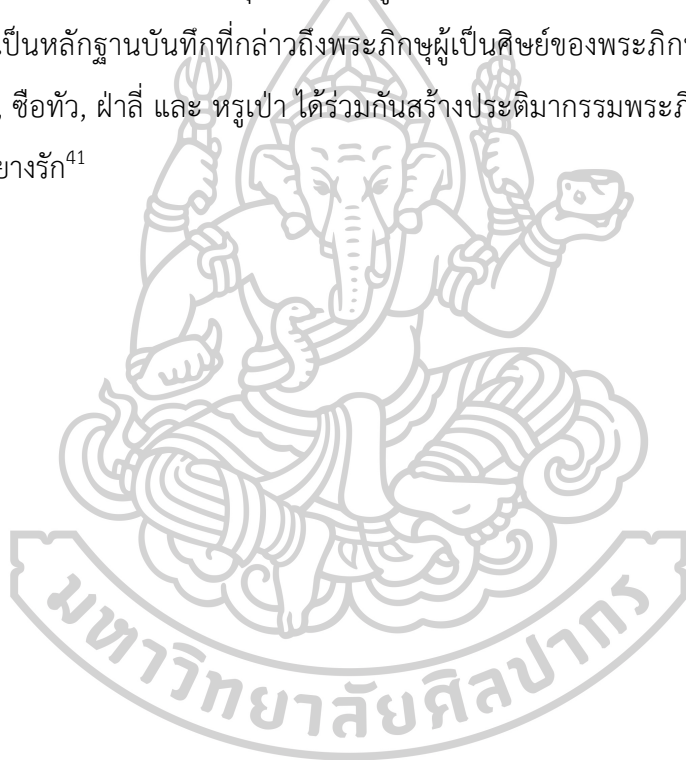 เป็นหลักฐานบันทึกที่กล่าวถึงพระภิกษุผู้เป็นศิษย์ของพระภิก
, ซือทัว, ฝ่าลี่ และ หรูเป่า ได้ร่วมกันสร้างประติมากรรมพระภิ
ยางรัก41
มหาวิทยาลัยศิลปากร